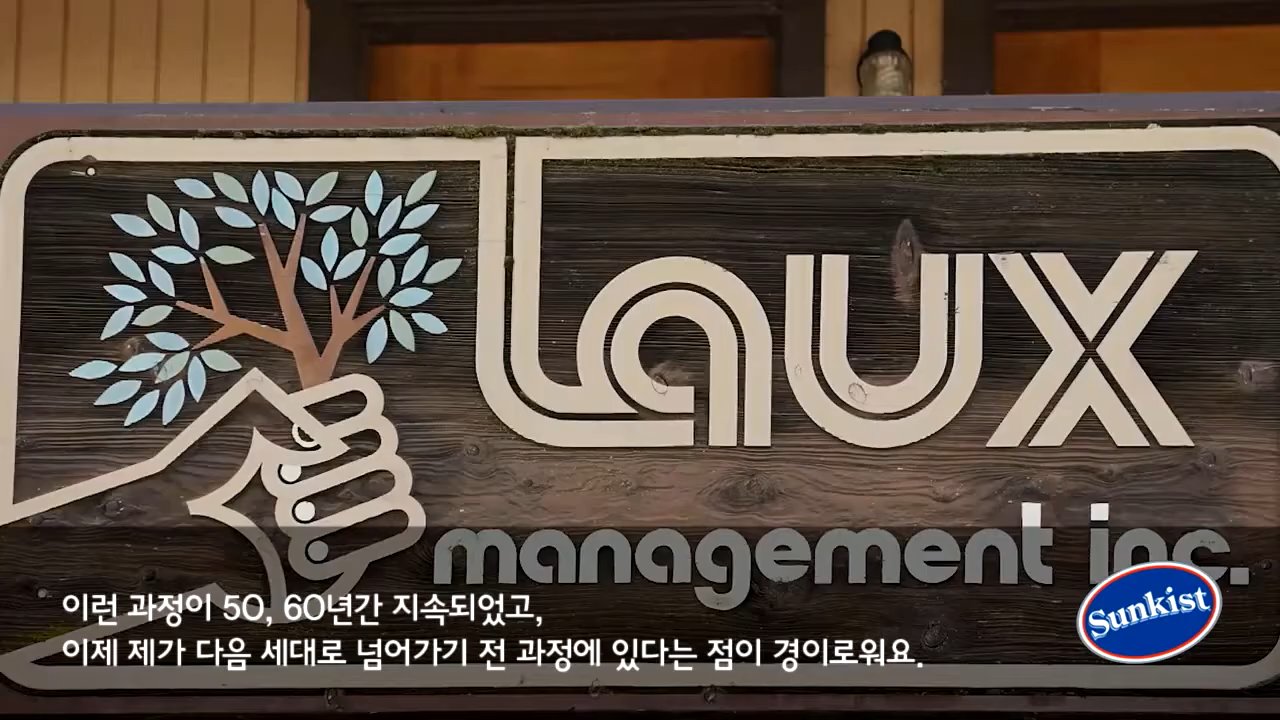 Laux
management inc.
Sunkist
이런 과정이 50, 60년간 지속되었고,
이제 제가 다음 세대로 넘어가기 전 과정에 있다는 점이 경이로워요.